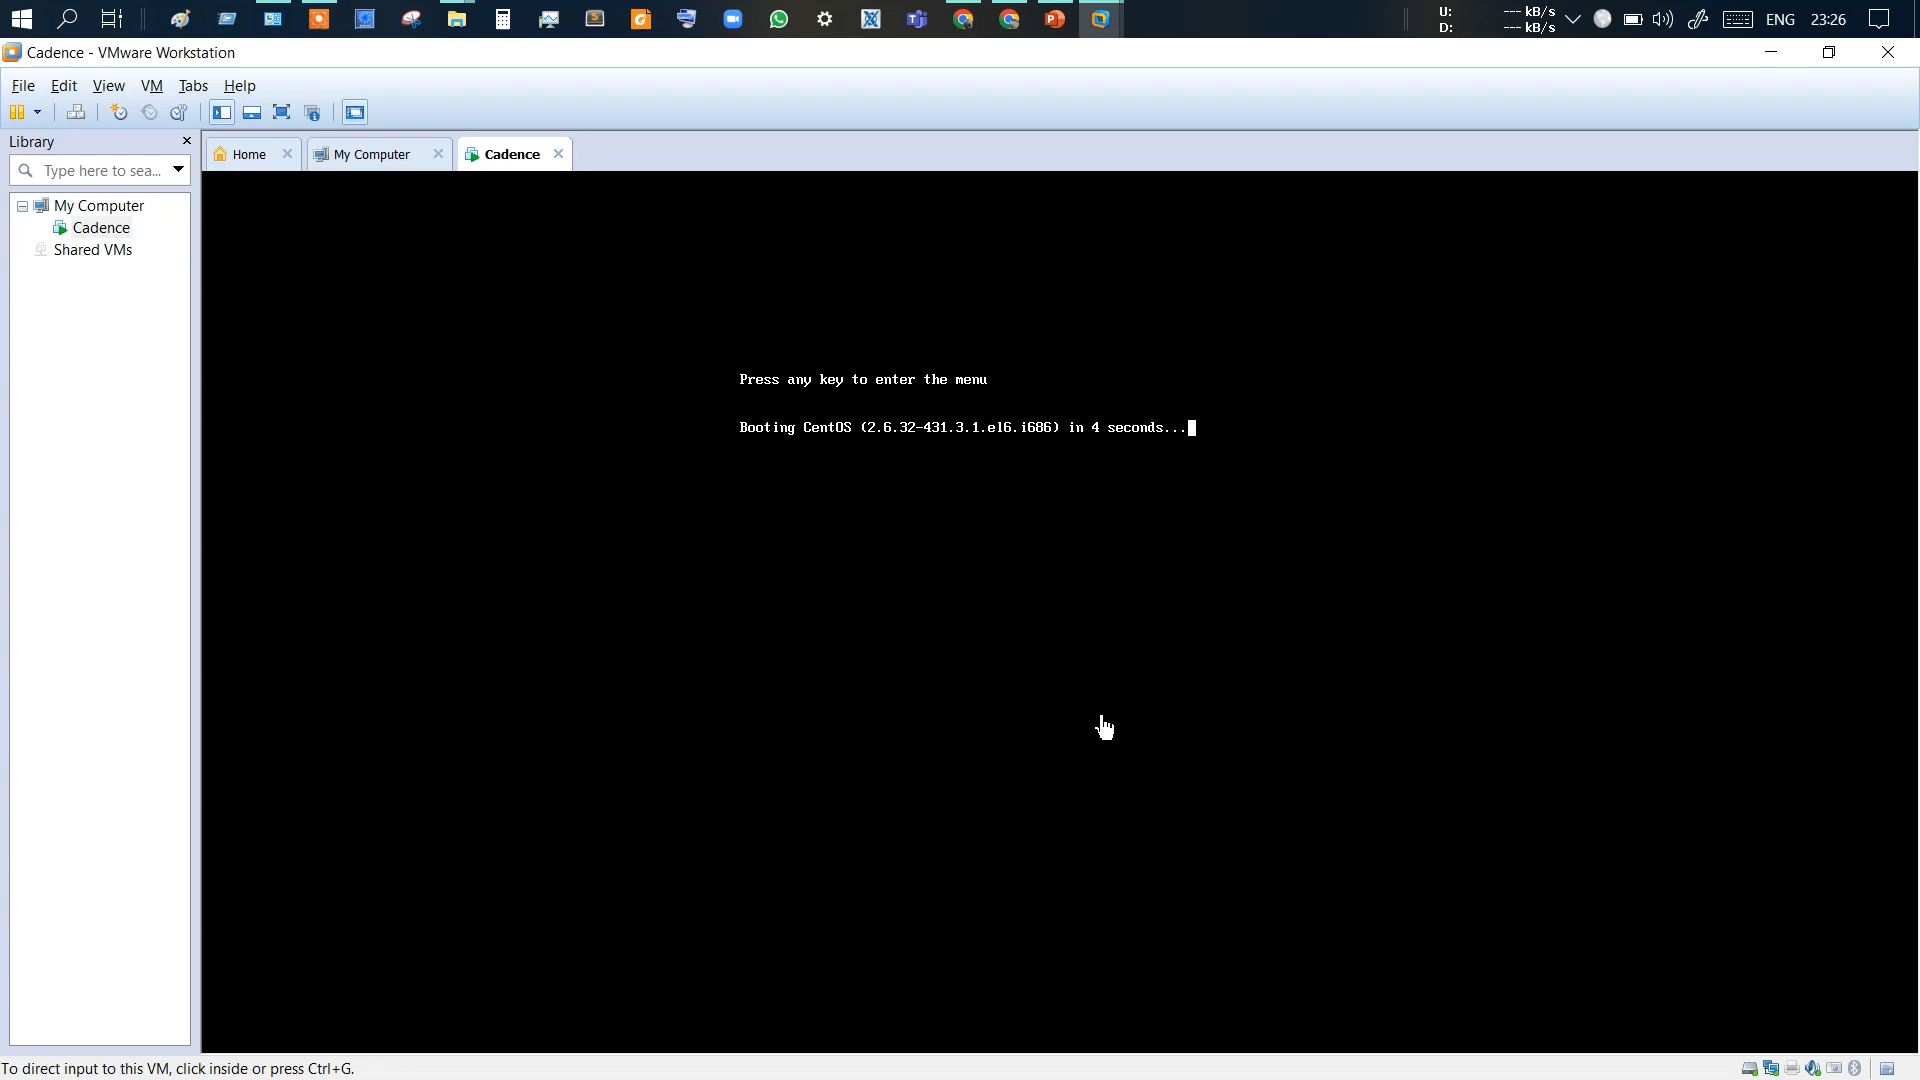 U: --- kB/s
D: --- kB/s
ENG 23:26
Cadence - VMware Workstation
File Edit View VM Tabs Help
Library
Home My Computer Cadence
Type here to sea...
My Computer
Cadence
Shared VMs
Press any key to enter the menu
Booting CentOS (2.6.32-431.3.1.el6.i686) in 4 seconds...
To direct input to this VM, click inside or press Ctrl+G.